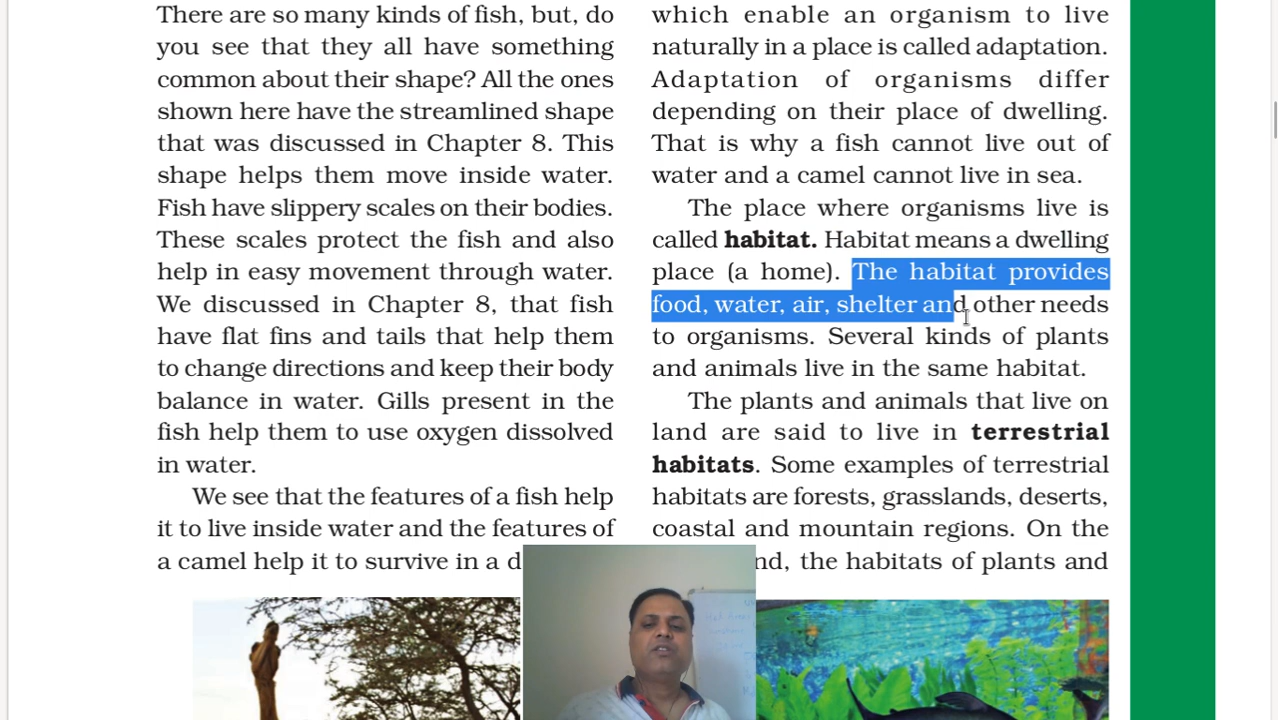 There are so many kinds of fish, but, do
you see that they all have something
common about their shape? All the ones
shown here have the streamlined shape
that was discussed in Chapter 8. This
shape helps them move inside water.
Fish have slippery scales on their bodies.
These scales protect the fish and also
help in easy movement through water.
We discussed in Chapter 8, that fish
have flat fins and tails that help them
to change directions and keep their body
balance in water. Gills present in the
fish help them to use oxygen dissolved
in water.
We see that the features of a fish help
it to live inside water and the features of
a camel help it to survive in a d
which enable an organism to live
naturally in a place is called adaptation.
Adaptation of organisms differ
depending on their place of dwelling.
That is why a fish cannot live out of
water and a camel cannot live in sea.
The place where organisms live is
called habitat. Habitat means a dwelling
place (a home). The habitat provides
food, water, air, shelter and other needs
to organisms. Several kinds of plants
and animals live in the same habitat.
The plants and animals that live on
land are said to live in terrestrial
habitats. Some examples of terrestrial
habitats are forests, grasslands, deserts,
coastal and mountain regions. On the
nd, the habitats of plants and